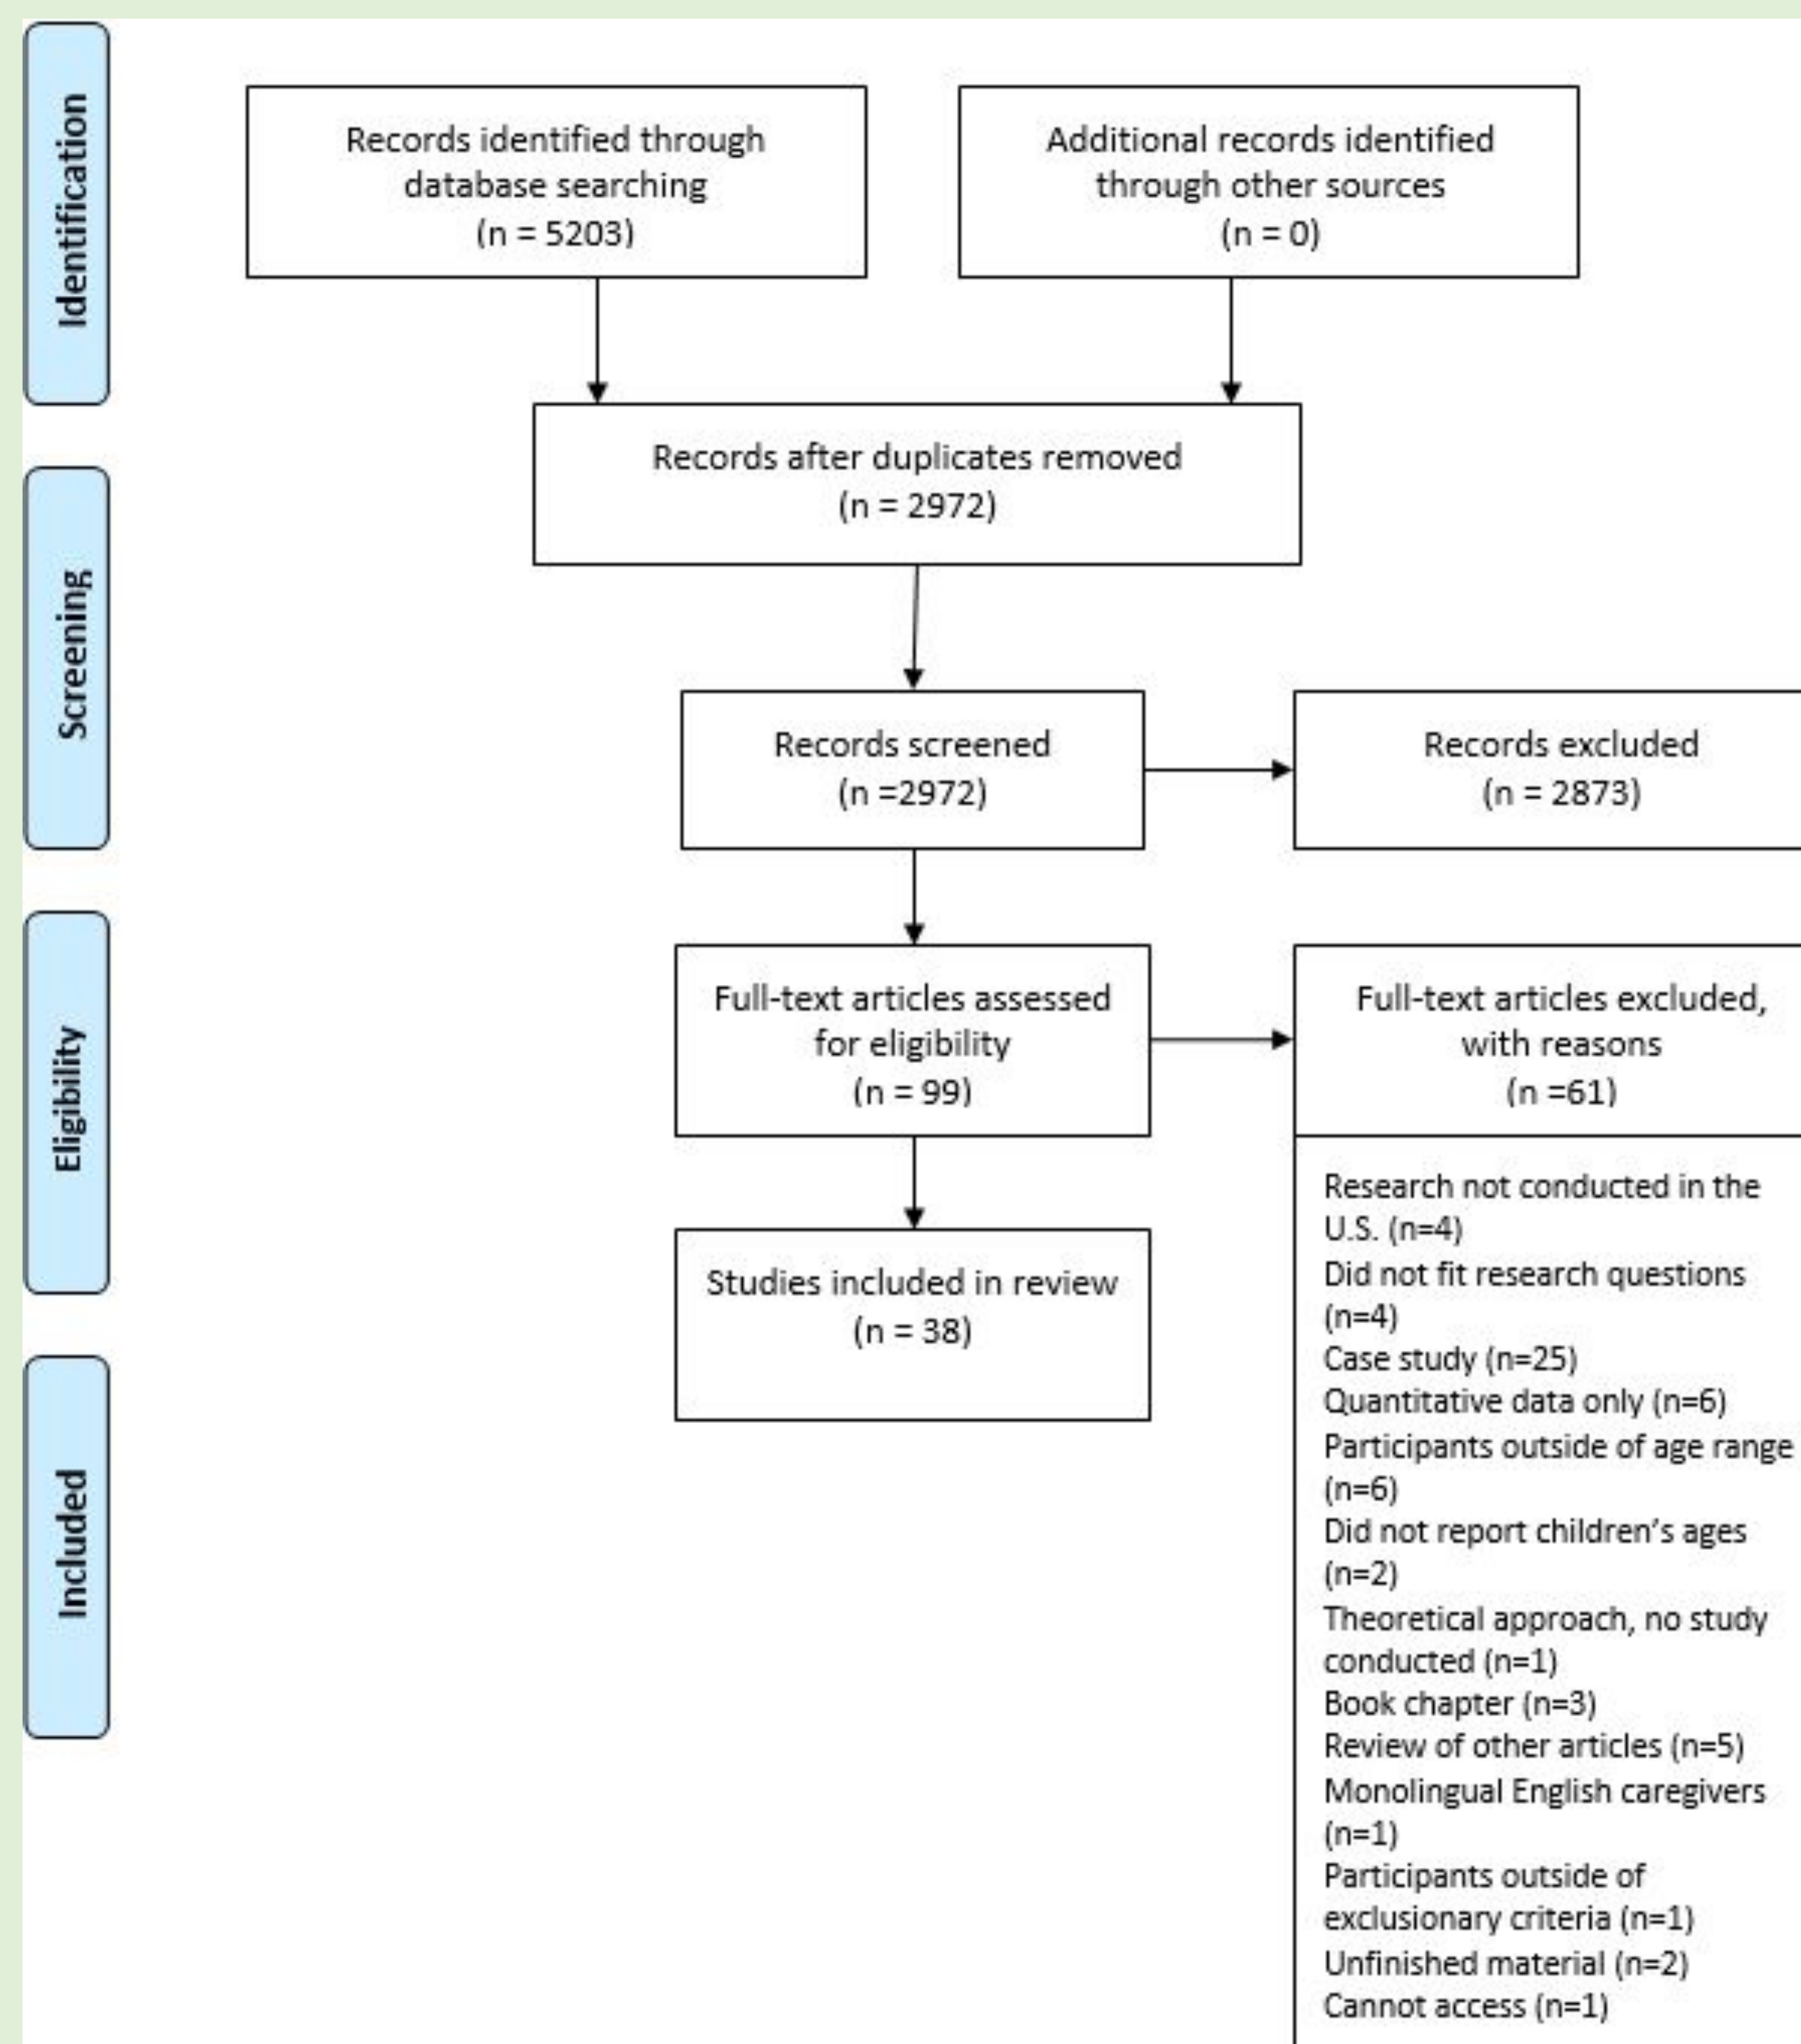 Identification
Records identified through
database searching
(n = 5203)
Additional records identified
through other sources
(n = 0)
Records after duplicates removed
(n = 2972)
Screening
Records screened
(n =2972)
Records excluded
(n = 2873)
Eligibility
Full-text articles assessed
for eligibility
(n = 99)
Full-text articles excluded,
with reasons
(n =61)
Research not conducted in the
U.S. (n=4)
Did not fit research questions
(n=4)
Case study (n=25)
Quantitative data only (n=6)
Participants outside of age range
(n=6)
Did not report children’s ages
(n=2)
Theoretical approach, no study
conducted (n=1)
Book chapter (n=3)
Review of other articles (n=5)
Monolingual English caregivers
(n=1)
Participants outside of
exclusionary criteria (n=1)
Unfinished material (n=2)
Cannot access (n=1)
Included
Studies included in review
(n = 38)